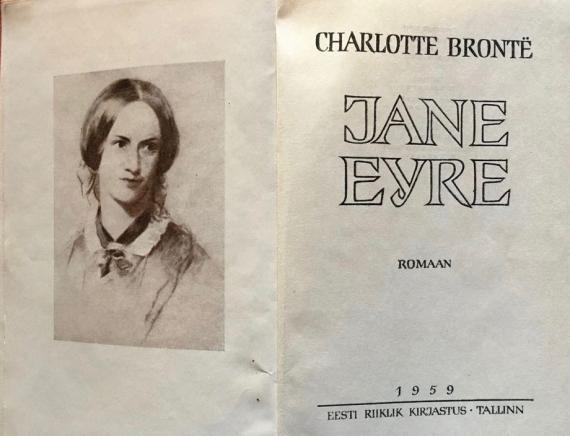 CHARLOTTE BRONTË
JANE
EYRE
ROMAAN
1959
EESTI RIIKLIK KIRJASTUS · TALLINN